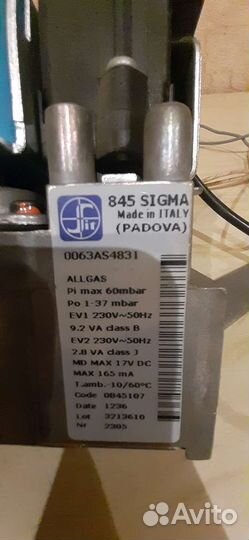 Sit
845 SIGMA
Made in ITALY
(PADOVA)
0063AS4831
ALLGAS
Pi max 60mbar
Po 1-37 mbar
EV1 230V~50Hz
9.2 VA class B
EV2 230V~50Hz
2.8 VA class J
MD MAX 17V DC
MAX 165 mA
T.amb.-10/60°C
Code 0845107
Date 1236
Lot 3213610
Nr 2305
Avito